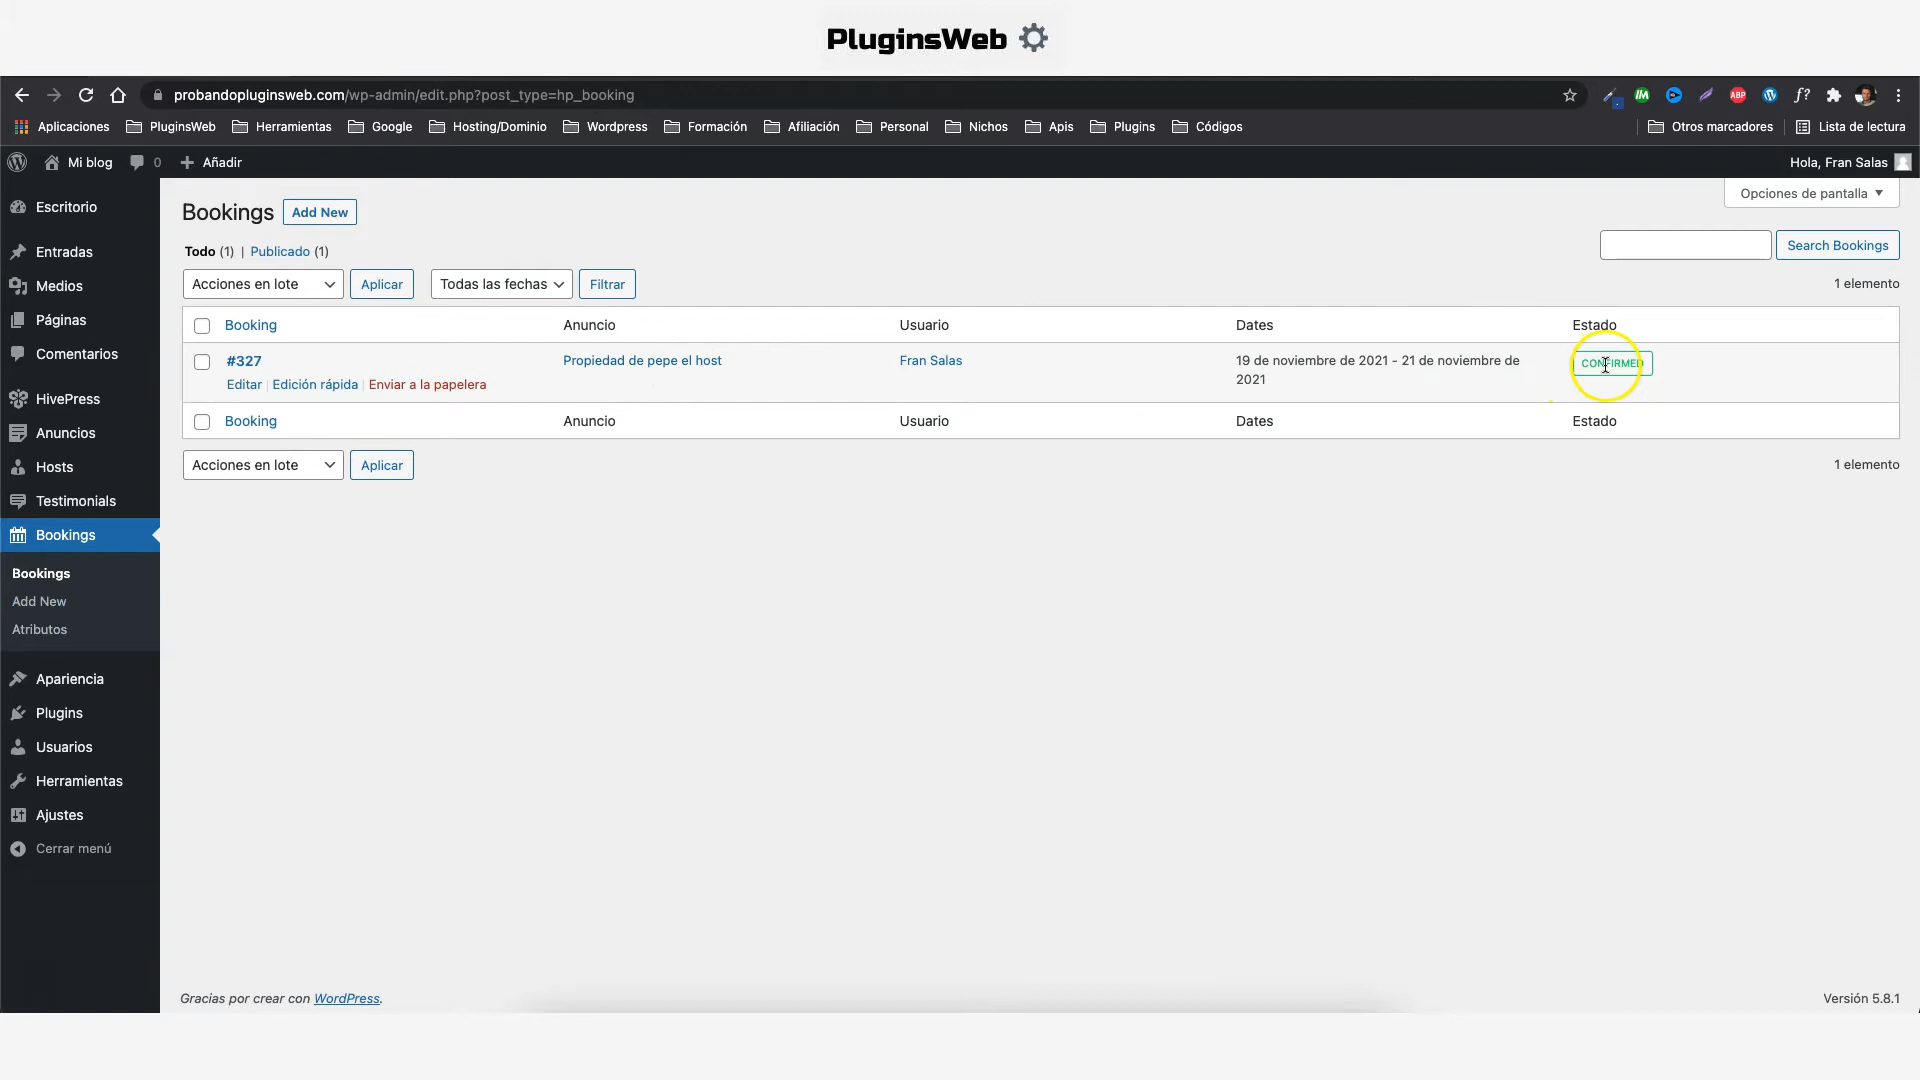 PluginsWeb
probandopluginsweb.com/wp-admin/edit.php?post_type=hp_booking
ABP
f?
Aplicaciones PluginsWeb Herramientas Google Hosting/Dominio Wordpress Formación Afiliación Personal Nichos Apis Plugins Códigos Otros marcadores Lista de lectura
Mi blog 0 + Añadir Hola, Fran Salas
Escritorio
Entradas
Medios
Páginas
Comentarios
HivePress
Anuncios
Hosts
Testimonials
Bookings
Bookings
Add New
Atributos
Apariencia
Plugins
Usuarios
Herramientas
Ajustes
Cerrar menú
Opciones de pantalla
Bookings Add New
Todo (1) | Publicado (1)
Search Bookings
Acciones en lote Aplicar Todas las fechas Filtrar 1 elemento
Booking Anuncio Usuario Dates Estado
#327 Propiedad de pepe el host Fran Salas 19 de noviembre de 2021 - 21 de noviembre de
2021
CONFIRMED
Editar | Edición rápida | Enviar a la papelera
Booking Anuncio Usuario Dates Estado
Acciones en lote Aplicar 1 elemento
Gracias por crear con WordPress. Versión 5.8.1